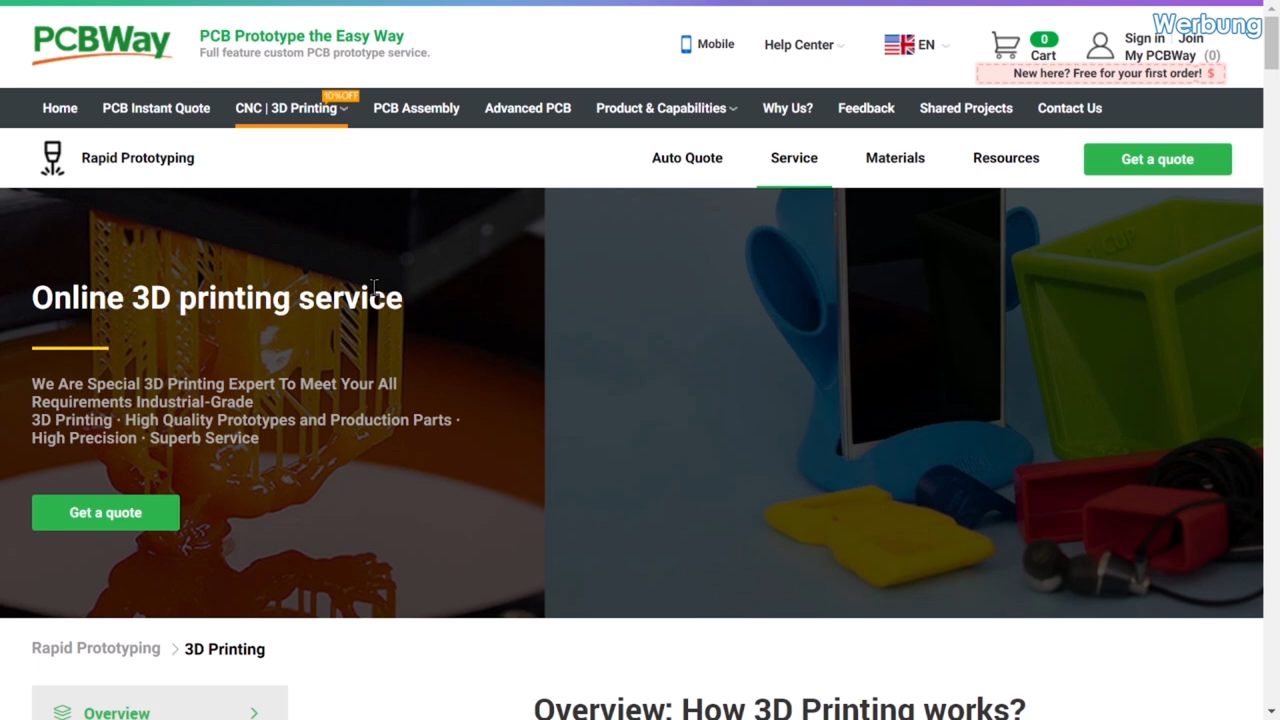 Werbung
PCBWay
PCB Prototype the Easy Way
Full feature custom PCB prototype service.
Mobile
Help Center
EN
0
Cart
Sign in
Join
My PCBWay (0)
New here? Free for your first order! $
Home
PCB Instant Quote
CNC | 3D Printing
10%OFF
PCB Assembly
Advanced PCB
Product & Capabilities
Why Us?
Feedback
Shared Projects
Contact Us
Rapid Prototyping
Auto Quote
Service
Materials
Resources
Get a quote
Online 3D printing service
We Are Special 3D Printing Expert To Meet Your All
Requirements Industrial-Grade
3D Printing · High Quality Prototypes and Production Parts ·
High Precision · Superb Service
Get a quote
Rapid Prototyping
3D Printing
Overview
Overview: How 3D Printing works?